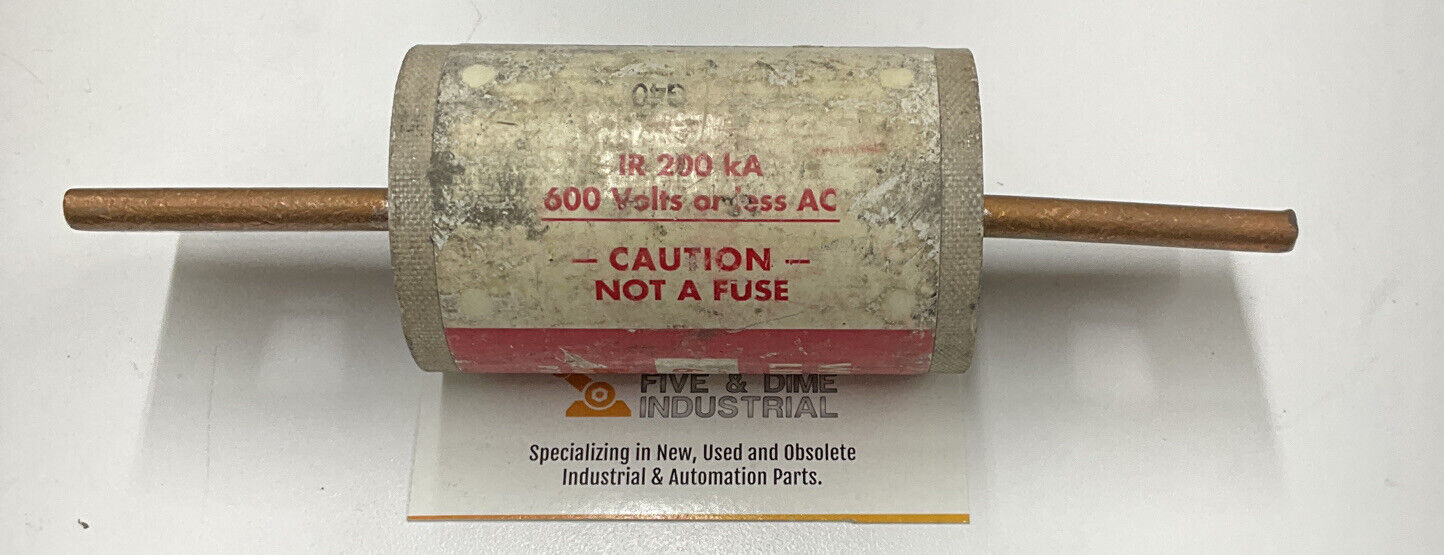 IR 200 kA
600 Volts or less AC
— CAUTION —
NOT A FUSE
FIVE & DIME
INDUSTRIAL
Specializing in New, Used and Obsolete
Industrial & Automation Parts.